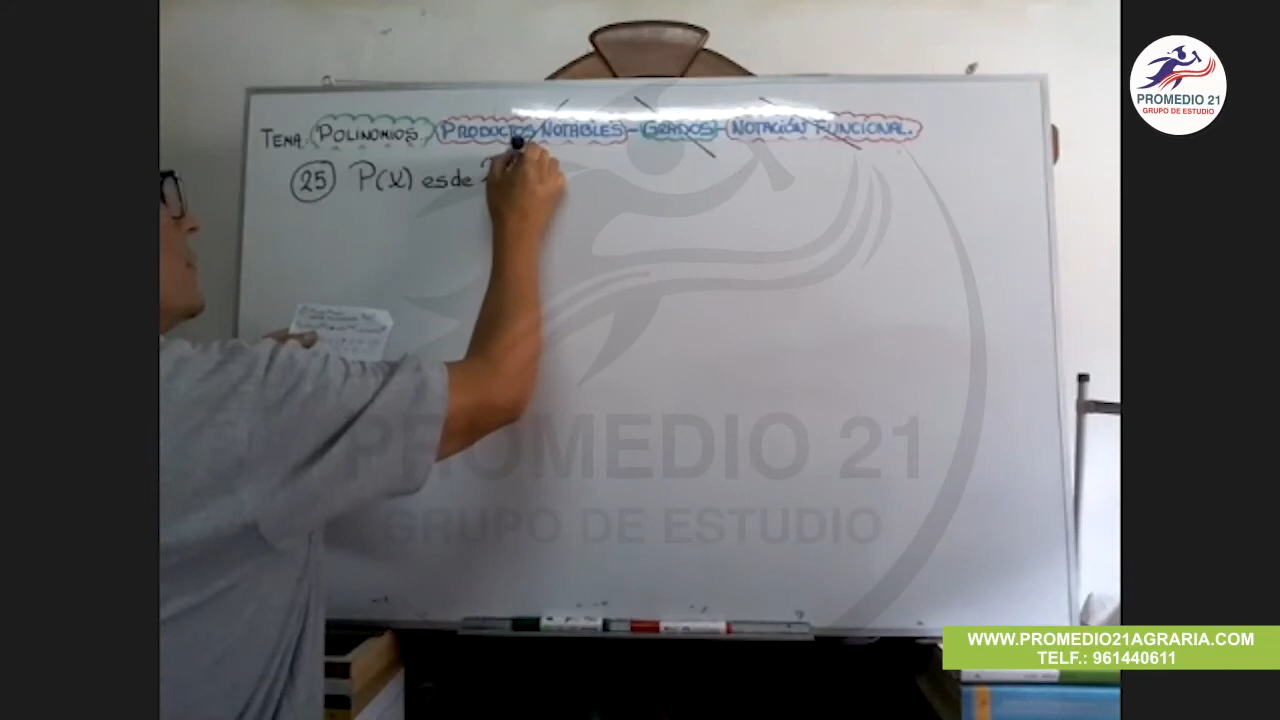 PROMEDIO 21
GRUPO DE ESTUDIO
TEMA: POLINOMIOS / PRODUCTOS NOTABLES - GRADOS - NOTACIÓN FUNCIONAL.
25 P(x) es de
PROMEDIO 21
GRUPO DE ESTUDIO
WWW.PROMEDIO21AGRARIA.COM
TELF.: 961440611